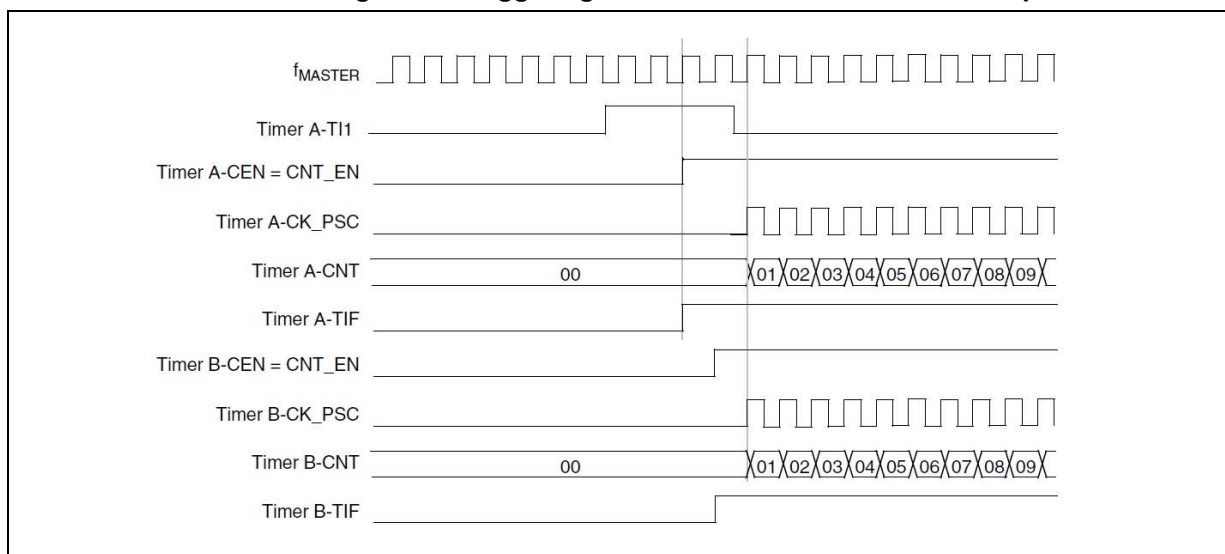 fMASTER
Timer A-TI1
Timer A-CEN = CNT_EN
Timer A-CK_PSC
Timer A-CNT 00 01 02 03 04 05 06 07 08 09
Timer A-TIF
Timer B-CEN = CNT_EN
Timer B-CK_PSC
Timer B-CNT 00 01 02 03 04 05 06 07 08 09
Timer B-TIF